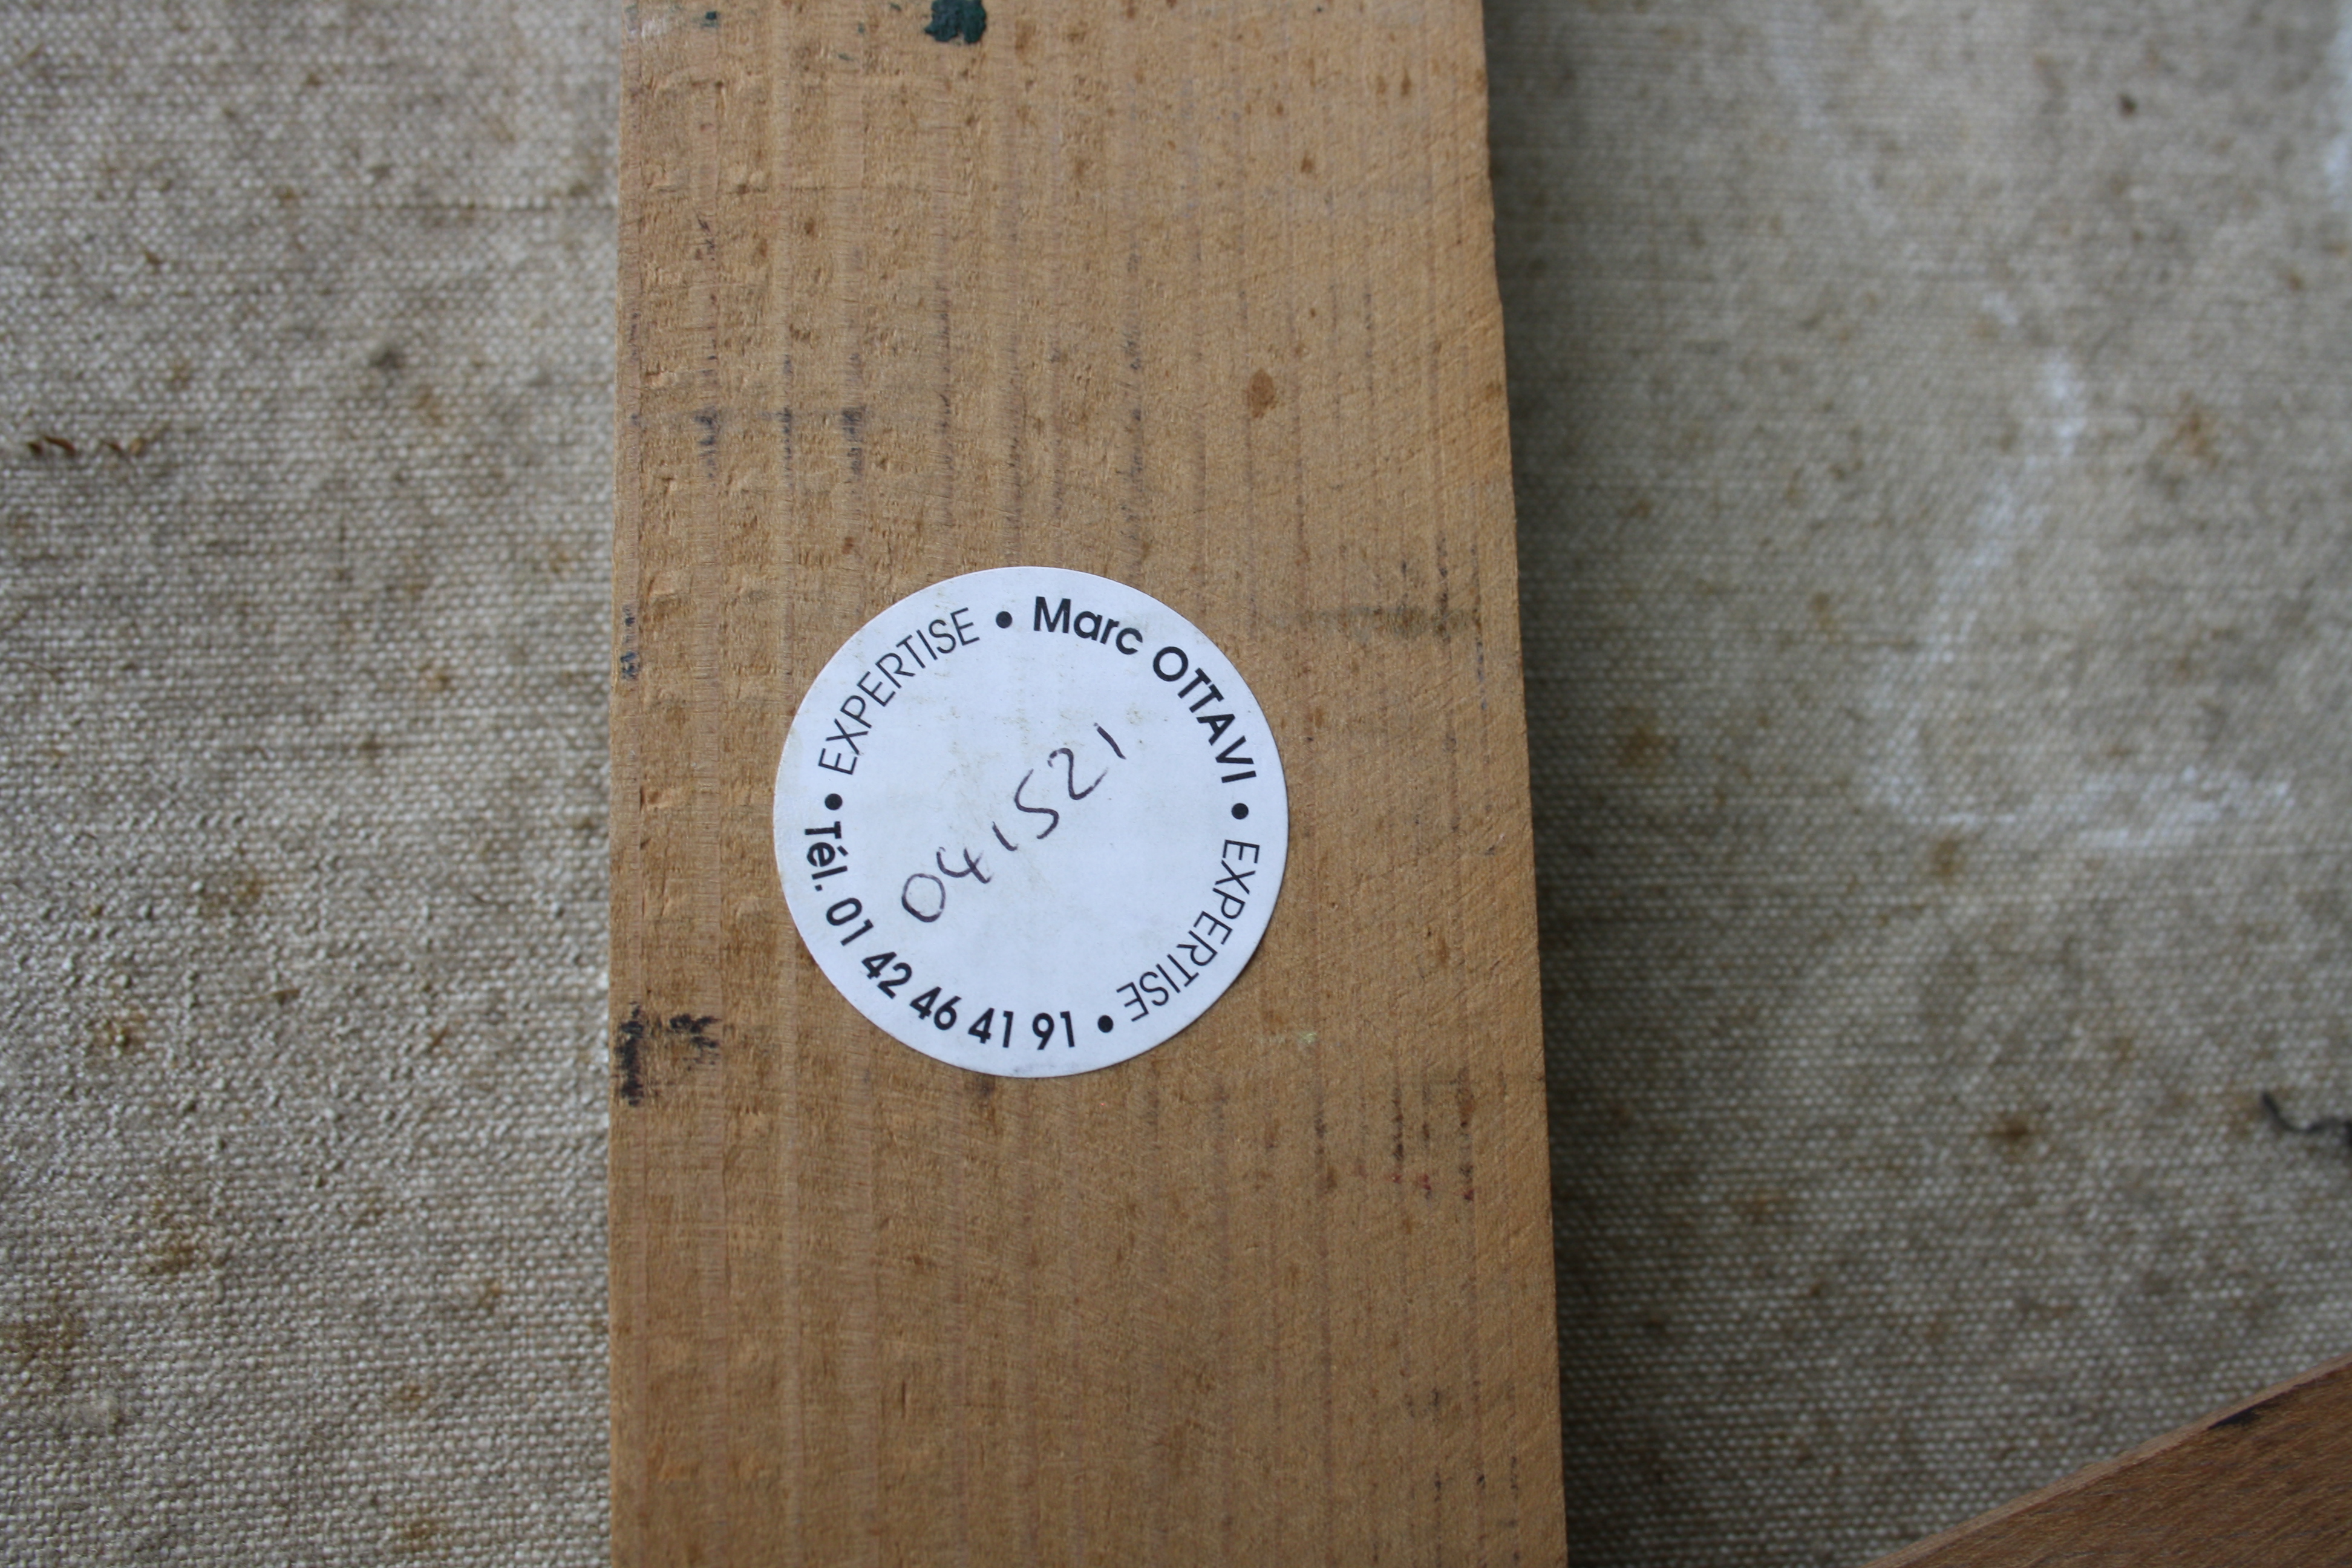 • EXPERTISE • Marc OTTAVI • EXPERTISE •
Tél. 01 42 46 41 91
041521